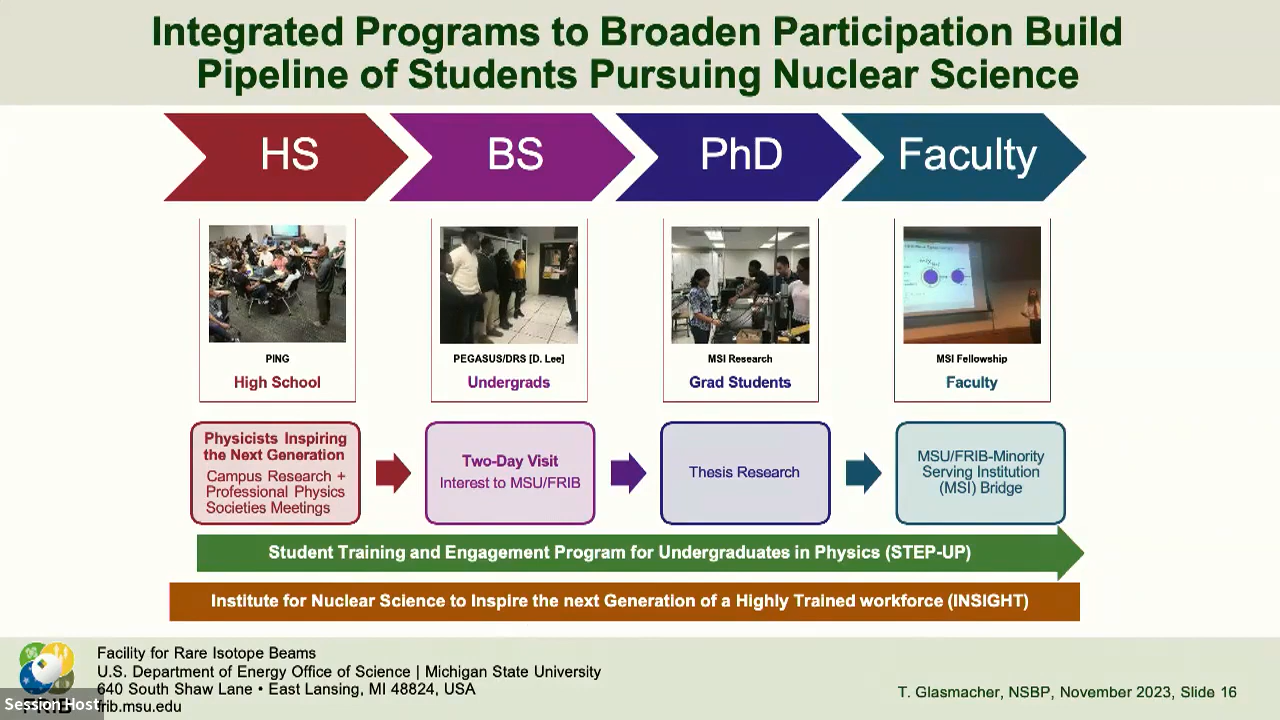 Integrated Programs to Broaden Participation Build
Pipeline of Students Pursuing Nuclear Science
HS
BS
PhD
Faculty
PING
High School
PEGASUS/DRS [D. Lee]
Undergrads
MSI Research
Grad Students
MSI Fellowship
Faculty
Physicists Inspiring
the Next Generation
Campus Research +
Professional Physics
Societies Meetings
Two-Day Visit
Interest to MSU/FRIB
Thesis Research
MSU/FRIB-Minority
Serving Institution
(MSI) Bridge
Student Training and Engagement Program for Undergraduates in Physics (STEP-UP)
Institute for Nuclear Science to Inspire the next Generation of a Highly Trained workforce (INSIGHT)
Facility for Rare Isotope Beams
U.S. Department of Energy Office of Science | Michigan State University
640 South Shaw Lane • East Lansing, MI 48824, USA
frib.msu.edu
FRIB
Session Host
T. Glasmacher, NSBP, November 2023, Slide 16